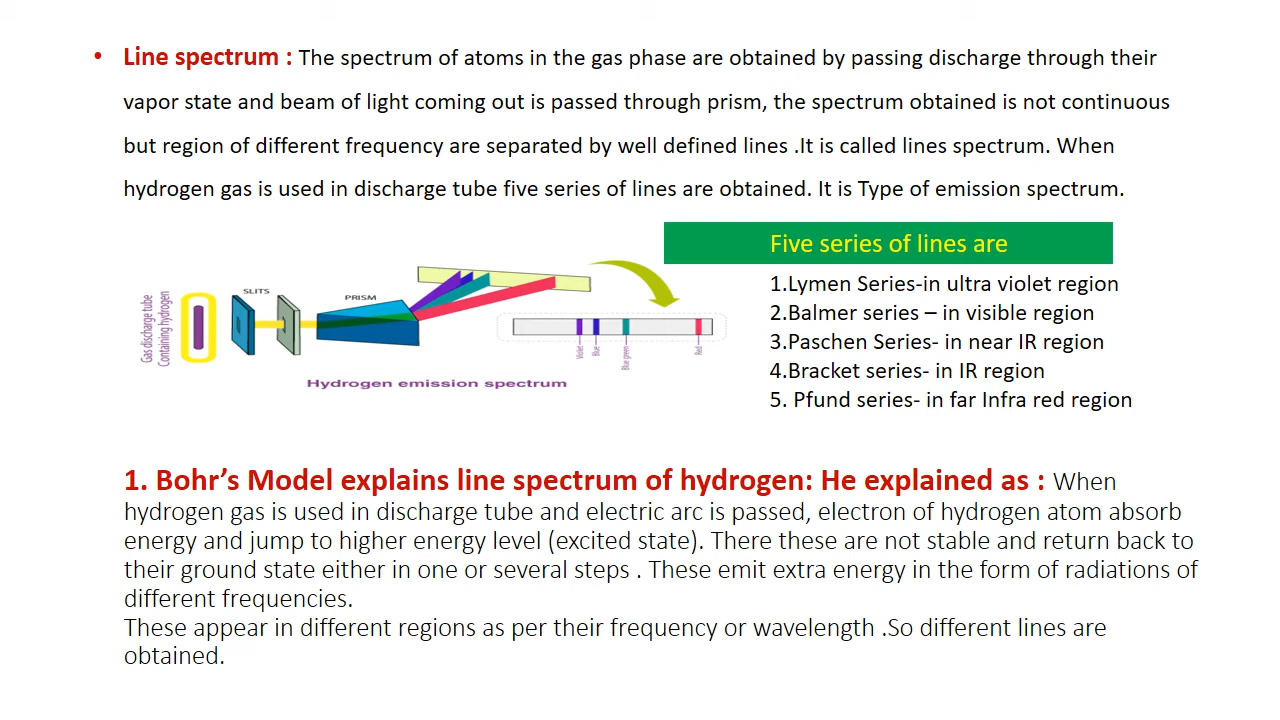 • Line spectrum : The spectrum of atoms in the gas phase are obtained by passing discharge through their
vapor state and beam of light coming out is passed through prism, the spectrum obtained is not continuous
but region of different frequency are separated by well defined lines .It is called lines spectrum. When
hydrogen gas is used in discharge tube five series of lines are obtained. It is Type of emission spectrum.
Gas discharge tube
Containing hydrogen
SLITS
PRISM
Violet
Blue
Blue green
Red
Hydrogen emission spectrum
Five series of lines are
1.Lymen Series-in ultra violet region
2.Balmer series – in visible region
3.Paschen Series- in near IR region
4.Bracket series- in IR region
5. Pfund series- in far Infra red region
1. Bohr’s Model explains line spectrum of hydrogen: He explained as : When
hydrogen gas is used in discharge tube and electric arc is passed, electron of hydrogen atom absorb
energy and jump to higher energy level (excited state). There these are not stable and return back to
their ground state either in one or several steps . These emit extra energy in the form of radiations of
different frequencies.
These appear in different regions as per their frequency or wavelength .So different lines are
obtained.